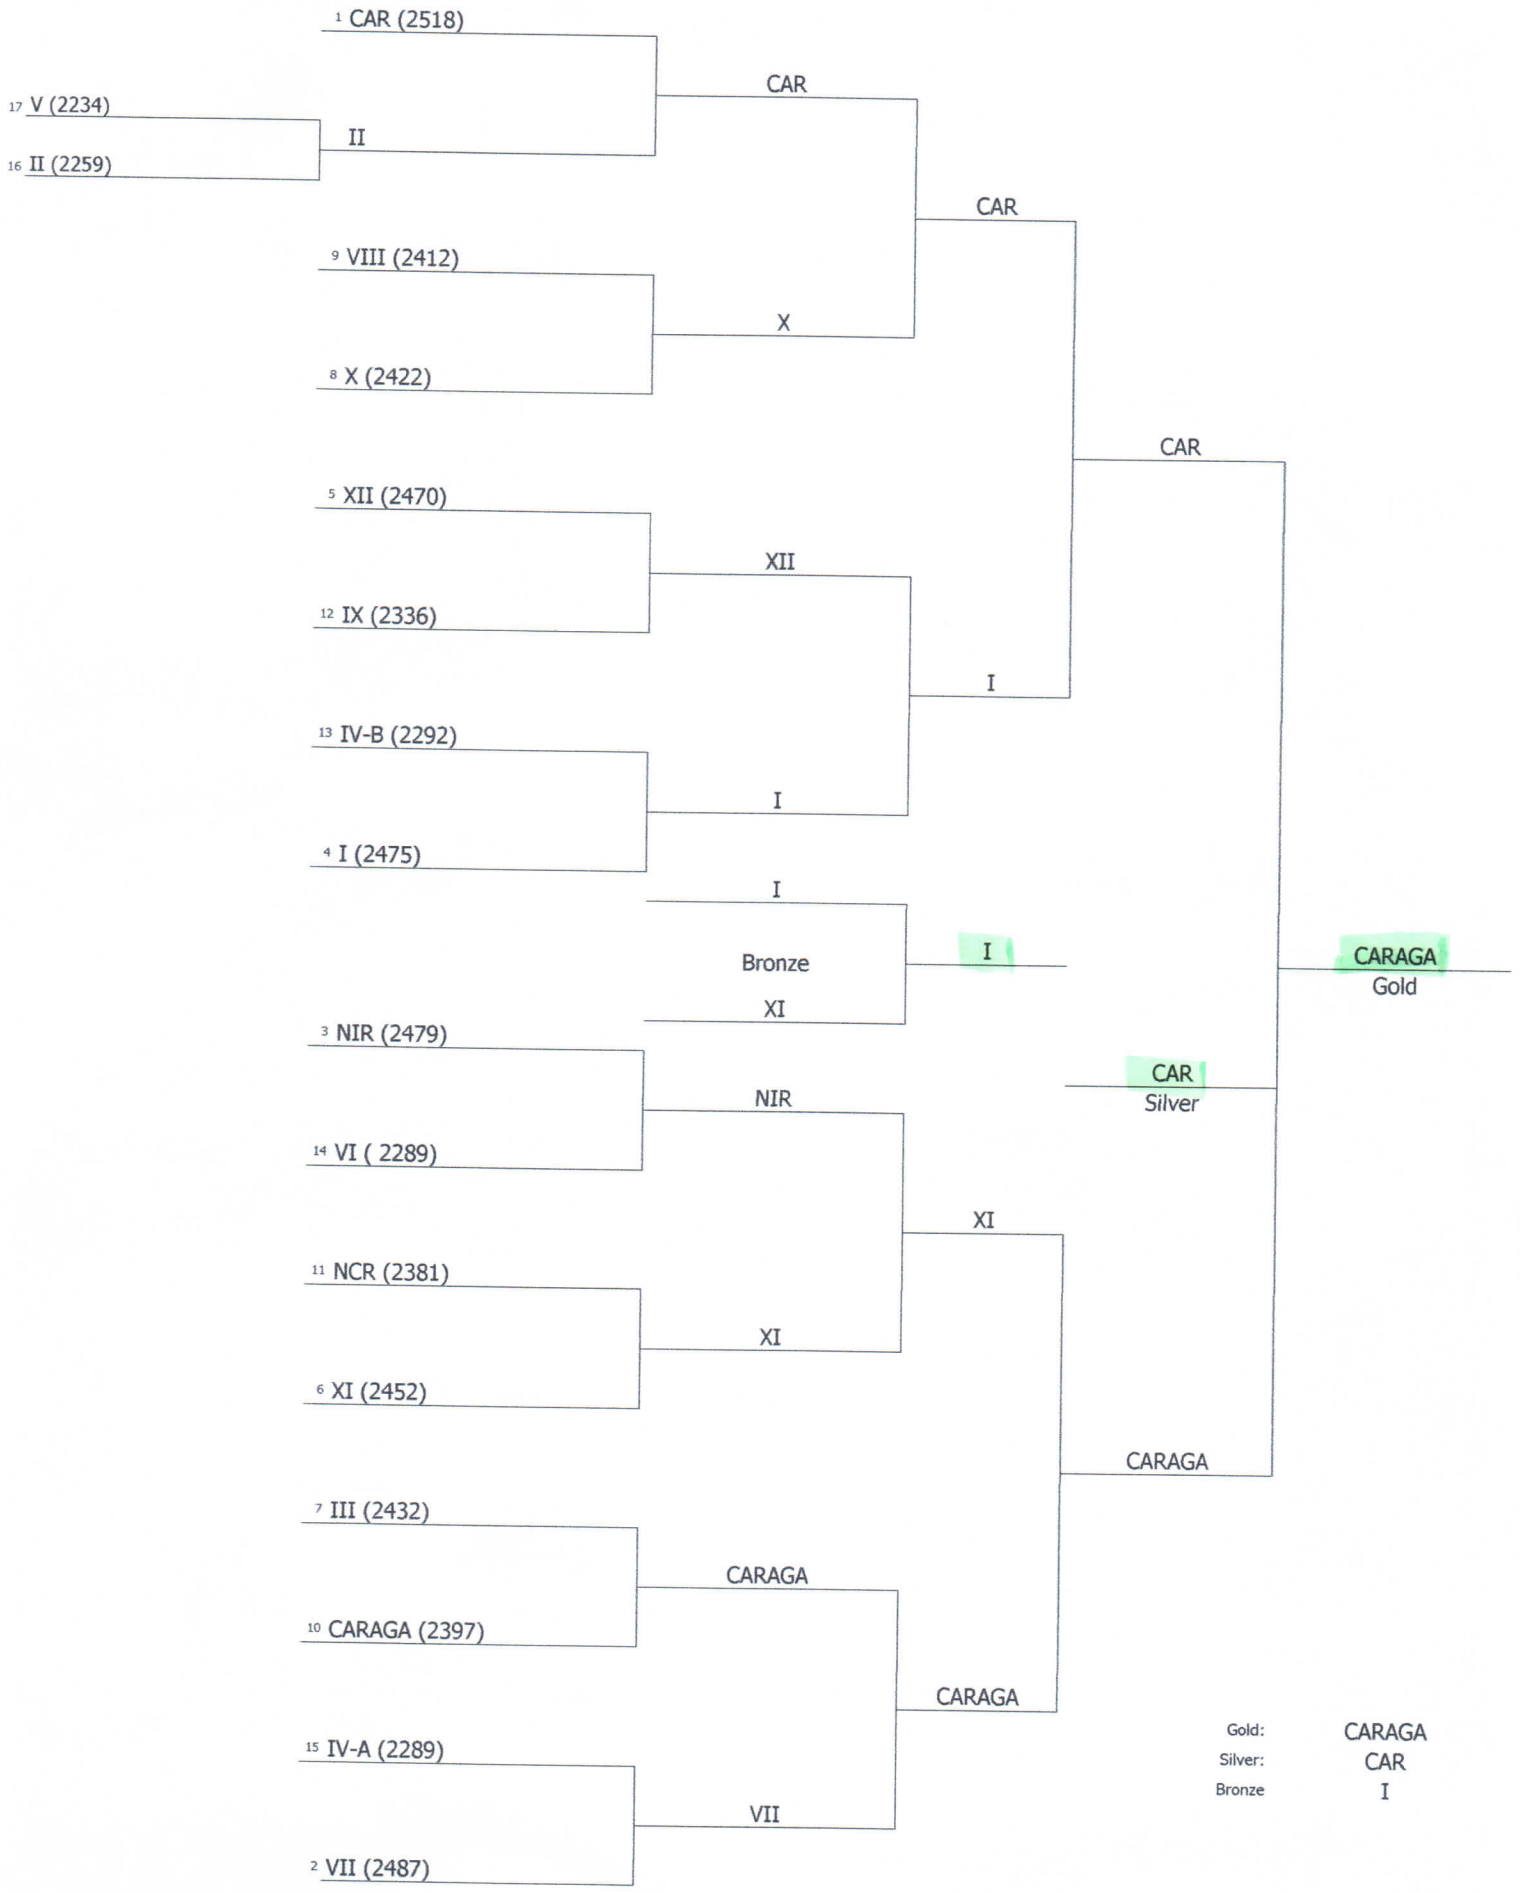 1 CAR (2518)
CAR
17 V (2234)
II
16 II (2259)
CAR
9 VIII (2412)
X
8 X (2422)
CAR
5 XII (2470)
XII
12 IX (2336)
I
13 IV-B (2292)
I
4 I (2475)
I
I
Bronze
CARAGA
Gold
XI
3 NIR (2479)
CAR
Silver
NIR
14 VI ( 2289)
XI
11 NCR (2381)
XI
6 XI (2452)
CARAGA
7 III (2432)
CARAGA
10 CARAGA (2397)
CARAGA
Gold: CARAGA
15 IV-A (2289)
Silver: CAR
Bronze I
VII
2 VII (2487)